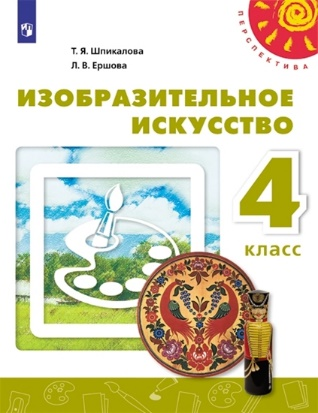 Т. Я. Шпикалова
Л. В. Ершова
ПЕРСПЕКТИВА
ИЗОБРАЗИТЕЛЬНОЕ
ИСКУССТВО
4
класс